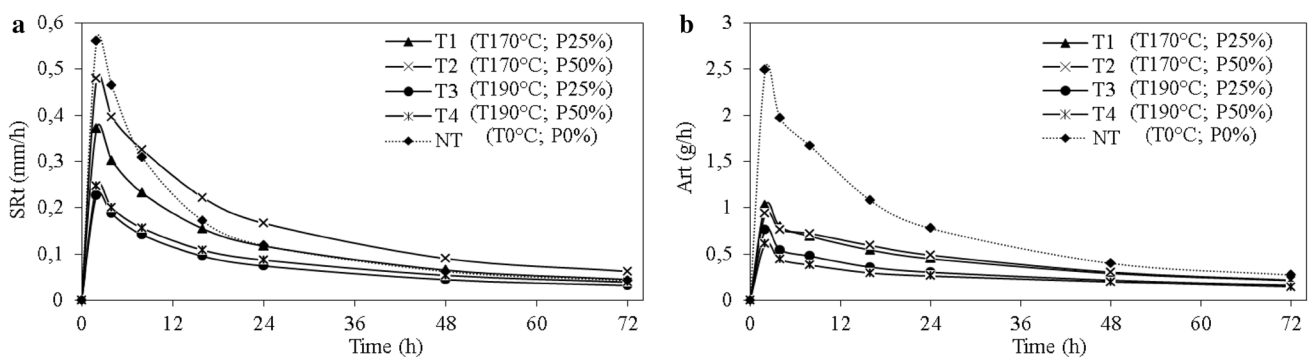 a
0,6
0,5
0,4
0,3
0,2
0,1
0
SRt (mm/h)
0 12 24 36 48 60 72
Time (h)
T1 (T170°C; P25%)
T2 (T170°C; P50%)
T3 (T190°C; P25%)
T4 (T190°C; P50%)
NT (T0°C; P0%)
b
3
2,5
2
1,5
1
0,5
0
Art (g/h)
0 12 24 36 48 60 72
Time (h)
T1 (T170°C; P25%)
T2 (T170°C; P50%)
T3 (T190°C; P25%)
T4 (T190°C; P50%)
NT (T0°C; P0%)